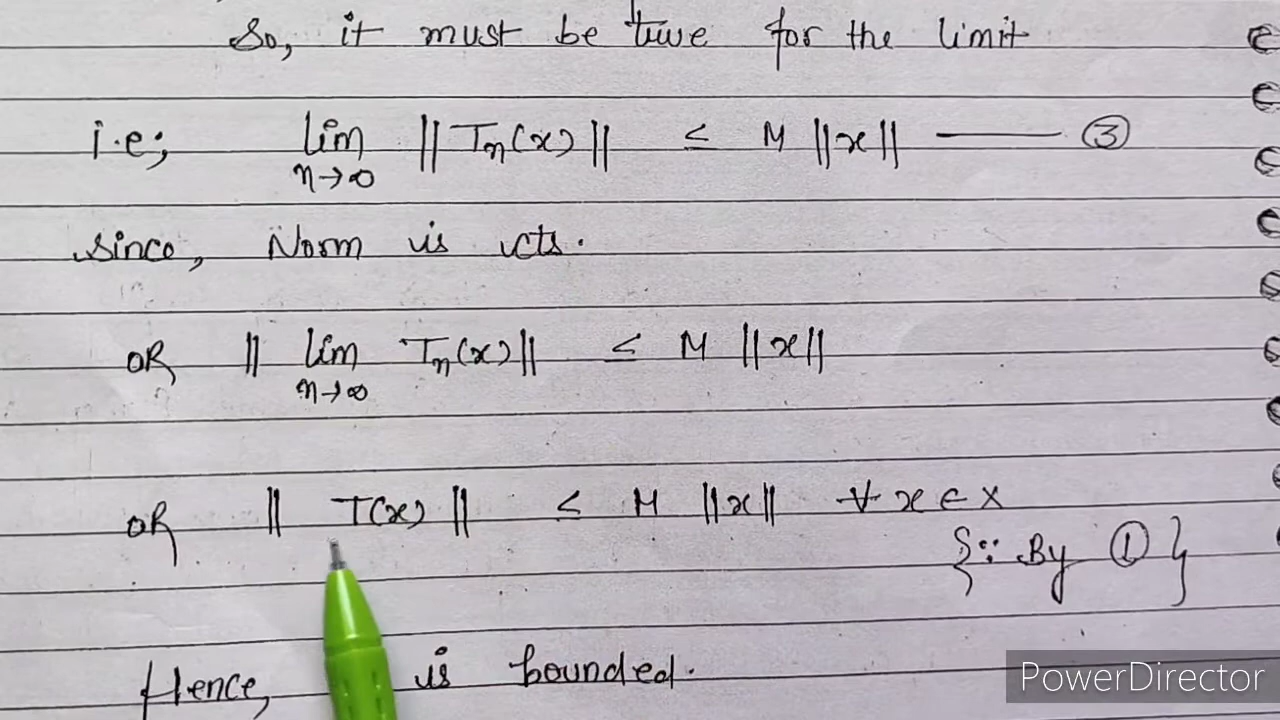 So, it must be true for the limit
i.e; lim n→∞ ||Tn(x)|| ≤ M ||x|| —— ③
since, Norm is cts.
OR || lim n→∞ Tn(x)|| ≤ M ||x||
OR || T(x) || ≤ M ||x|| ∀ x ∈ X
{∵ By ①}
Hence, is bounded.
PowerDirector